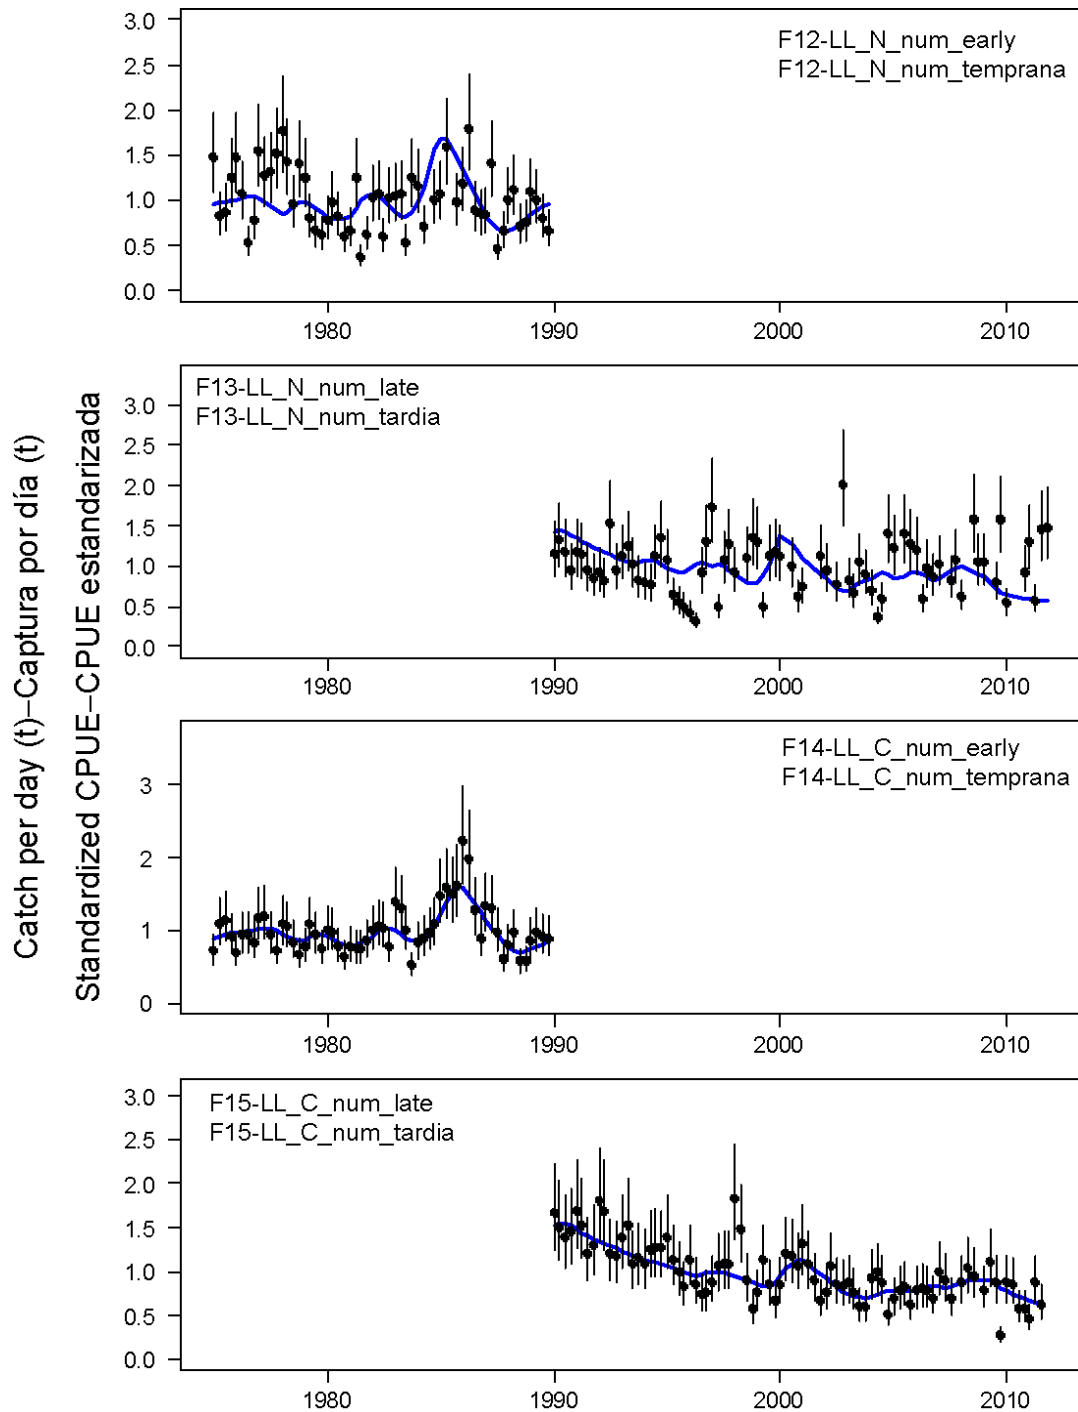 Catch per day (t)–Captura por día (t)
Standardized CPUE–CPUE estandarizada
F12-LL_N_num_early
F12-LL_N_num_temprana
3.0
2.5
2.0
1.5
1.0
0.5
0.0
1980 1990 2000 2010
F13-LL_N_num_late
F13-LL_N_num_tardia
3.0
2.5
2.0
1.5
1.0
0.5
0.0
1980 1990 2000 2010
F14-LL_C_num_early
F14-LL_C_num_temprana
3
2
1
0
1980 1990 2000 2010
F15-LL_C_num_late
F15-LL_C_num_tardia
3.0
2.5
2.0
1.5
1.0
0.5
0.0
1980 1990 2000 2010